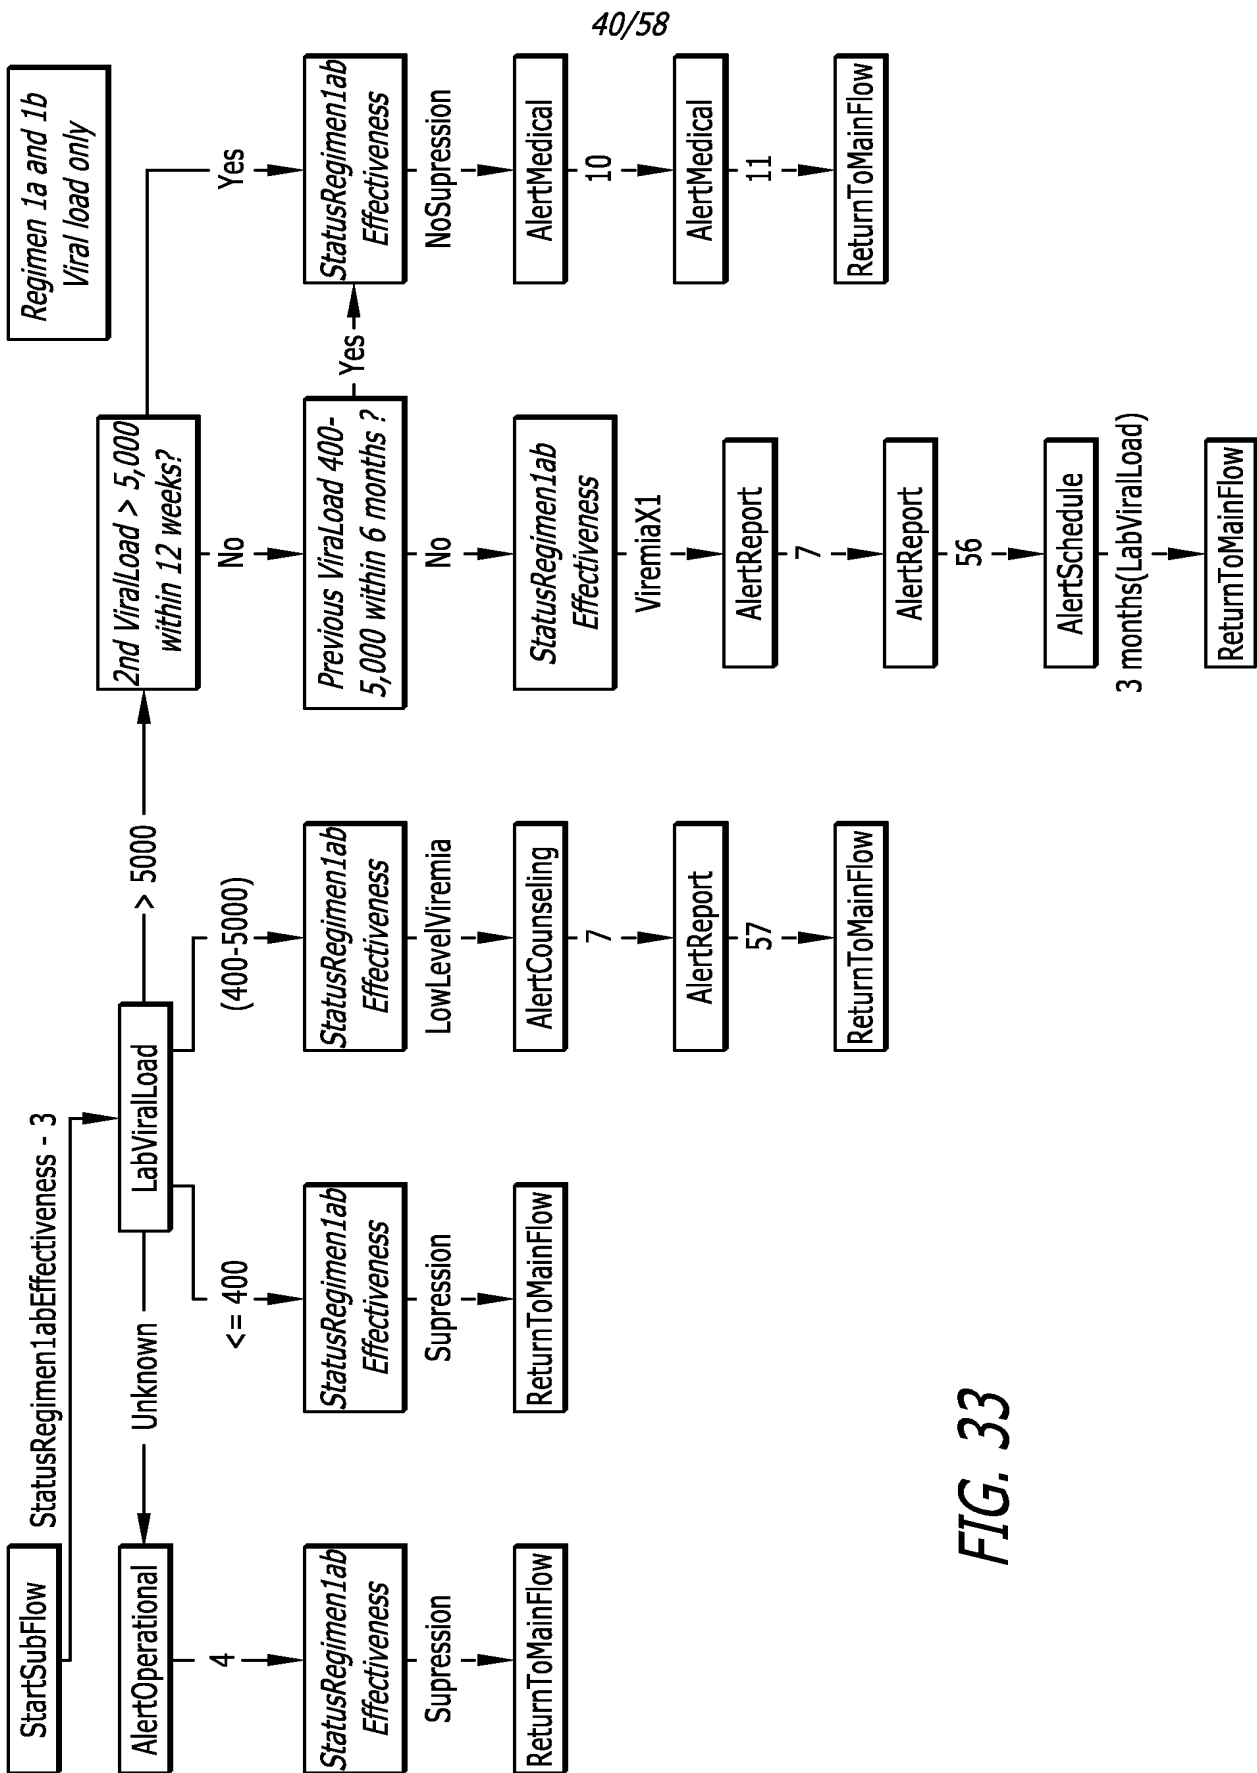 40/58
StartSubFlow
StatusRegimen1abEffectiveness - 3
Regimen 1a and 1b
Viral load only
AlertOperational
Unknown
LabViralLoad
> 5000
2nd ViralLoad > 5,000
within 12 weeks?
4
<= 400
(400-5000)
No
Yes
StatusRegimen1ab
Effectiveness
StatusRegimen1ab
Effectiveness
StatusRegimen1ab
Effectiveness
Previous ViraLoad 400-
5,000 within 6 months ?
Yes
StatusRegimen1ab
Effectiveness
Supression
Supression
LowLevelViremia
No
NoSupression
ReturnToMainFlow
ReturnToMainFlow
AlertCounseling
StatusRegimen1ab
Effectiveness
AlertMedical
7
ViremiaX1
10
AlertReport
AlertReport
AlertMedical
57
7
11
ReturnToMainFlow
AlertReport
ReturnToMainFlow
56
AlertSchedule
3 months(LabViralLoad)
ReturnToMainFlow
FIG. 33